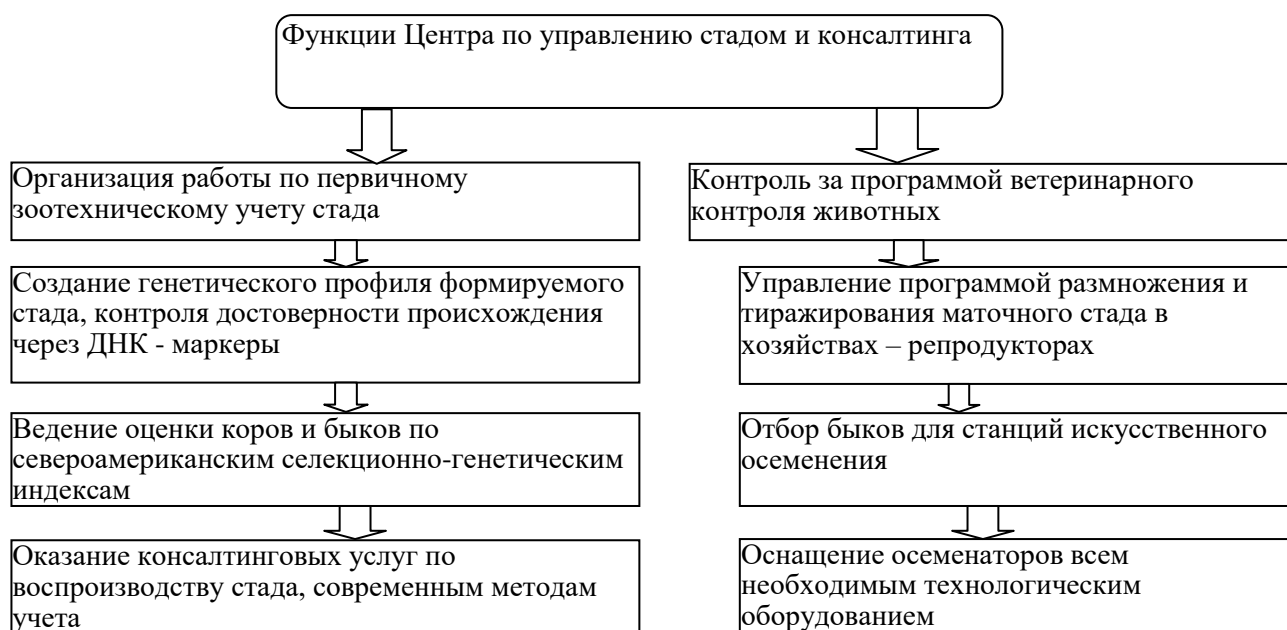 Функции Центра по управлению стадом и консалтинга
Организация работы по первичному
зоотехническому учету стада
Создание генетического профиля формируемого
стада, контроля достоверности происхождения
через ДНК - маркеры
Ведение оценки коров и быков по
североамериканским селекционно-генетическим
индексам
Оказание консалтинговых услуг по
воспроизводству стада, современным методам
учета
Контроль за программой ветеринарного
контроля животных
Управление программой размножения и
тиражирования маточного стада в
хозяйствах – репродукторах
Отбор быков для станций искусственного
осеменения
Оснащение осеменаторов всем
необходимым технологическим
оборудованием